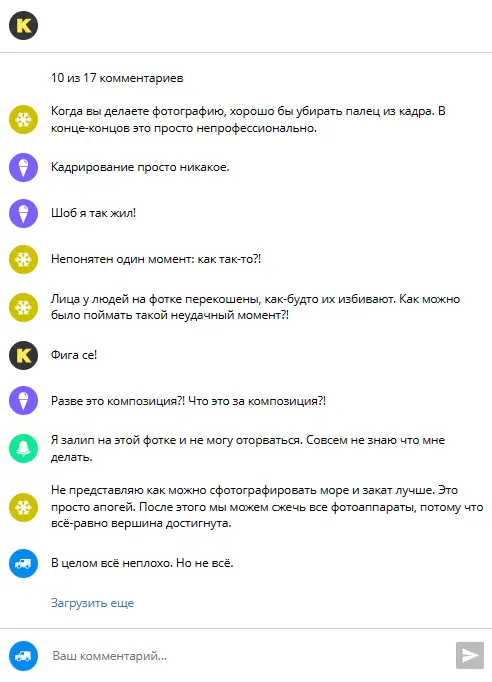 K
10 из 17 комментариев
Когда вы делаете фотографию, хорошо бы убирать палец из кадра. В
конце-концов это просто непрофессионально.
Кадрирование просто никакое.
Шоб я так жил!
Непонятен один момент: как так-то?!
Лица у людей на фотке перекошены, как-будто их избивают. Как можно
было поймать такой неудачный момент?!
K
Фига се!
Разве это композиция?! Что это за композиция?!
Я залип на этой фотке и не могу оторваться. Совсем не знаю что мне
делать.
Не представляю как можно сфотографировать море и закат лучше. Это
просто апогей. После этого мы можем сжечь все фотоаппараты, потому что
всё-равно вершина достигнута.
В целом всё неплохо. Но не всё.
Загрузить еще
Ваш комментарий...